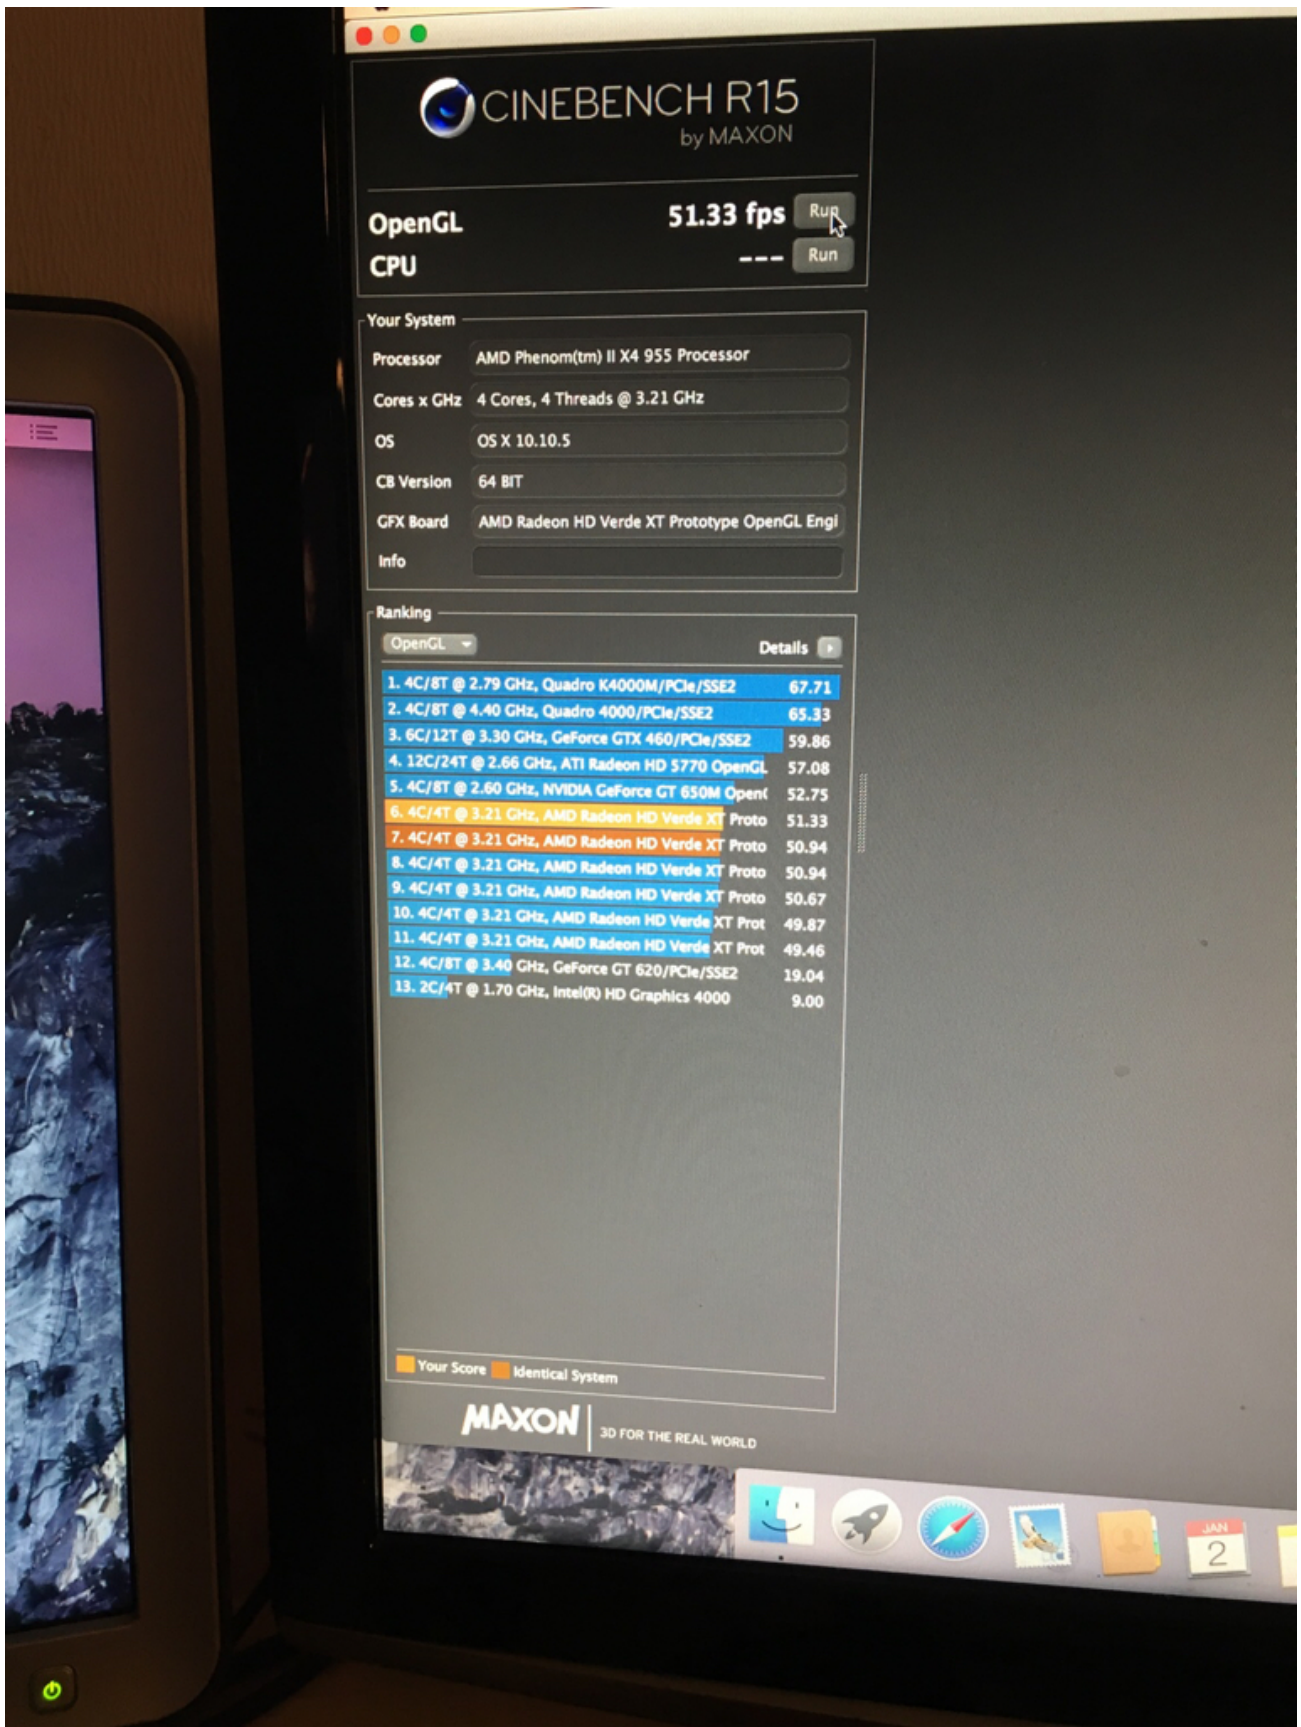 CINEBENCH R15
by MAXON
OpenGL 51.33 fps Run
CPU --- Run
Your System
Processor AMD Phenom(tm) II X4 955 Processor
Cores x GHz 4 Cores, 4 Threads @ 3.21 GHz
OS OS X 10.10.5
CB Version 64 BIT
GFX Board AMD Radeon HD Verde XT Prototype OpenGL Engi
Info
Ranking
OpenGL Details
1. 4C/8T @ 2.79 GHz, Quadro K4000M/PCIe/SSE2 67.71
2. 4C/8T @ 4.40 GHz, Quadro 4000/PCIe/SSE2 65.33
3. 6C/12T @ 3.30 GHz, GeForce GTX 460/PCIe/SSE2 59.86
4. 12C/24T @ 2.66 GHz, ATI Radeon HD 5770 OpenGL 57.08
5. 4C/8T @ 2.60 GHz, NVIDIA GeForce GT 650M Open( 52.75
6. 4C/4T @ 3.21 GHz, AMD Radeon HD Verde XT Proto 51.33
7. 4C/4T @ 3.21 GHz, AMD Radeon HD Verde XT Proto 50.94
8. 4C/4T @ 3.21 GHz, AMD Radeon HD Verde XT Proto 50.94
9. 4C/4T @ 3.21 GHz, AMD Radeon HD Verde XT Proto 50.67
10. 4C/4T @ 3.21 GHz, AMD Radeon HD Verde XT Prot 49.87
11. 4C/4T @ 3.21 GHz, AMD Radeon HD Verde XT Prot 49.46
12. 4C/8T @ 3.40 GHz, GeForce GT 620/PCIe/SSE2 19.04
13. 2C/4T @ 1.70 GHz, Intel(R) HD Graphics 4000 9.00
Your Score Identical System
MAXON 3D FOR THE REAL WORLD
JAN
2